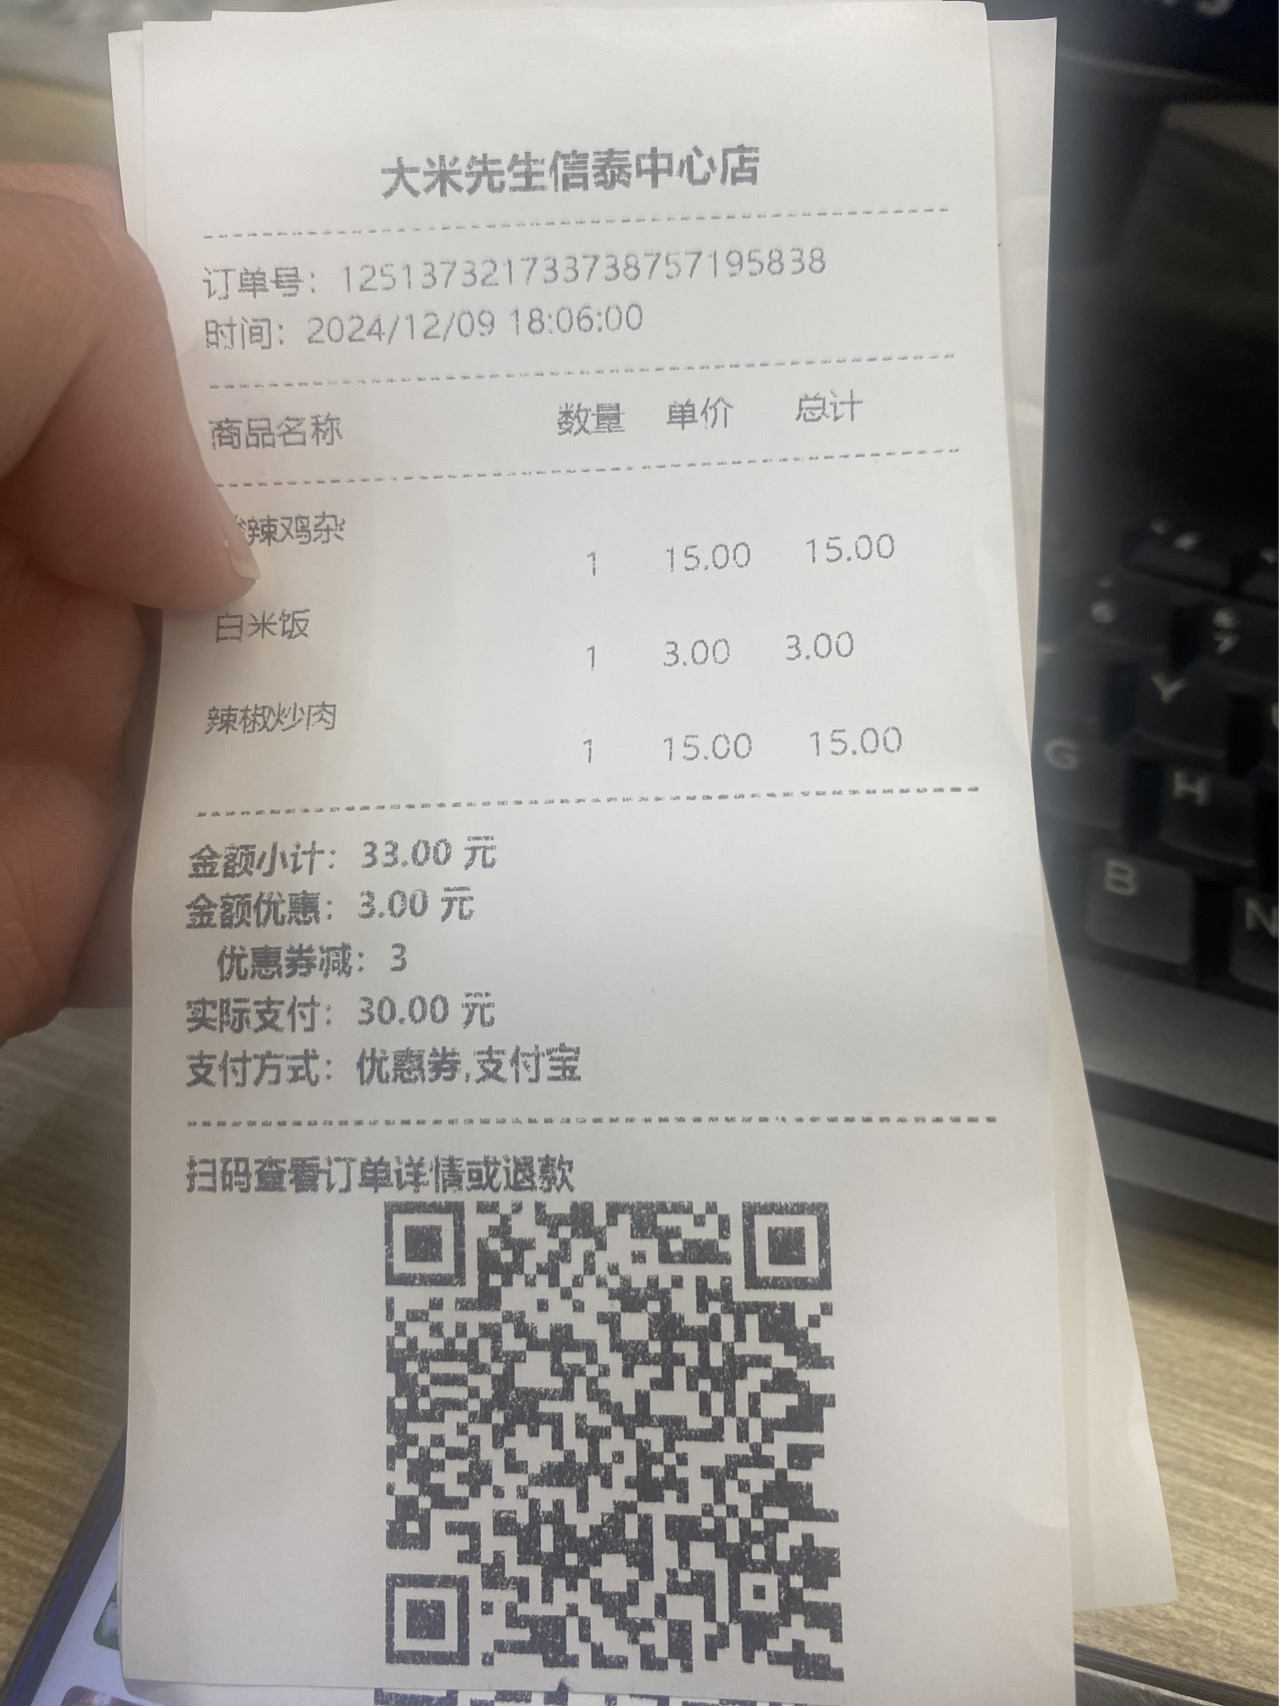 大米先生信泰中心店
订单号：125137321733738757195838
时间：2024/12/09 18:06:00
商品名称 数量 单价 总计
辣鸡杂
1 15.00 15.00
白米饭
1 3.00 3.00
辣椒炒肉
1 15.00 15.00
金额小计：33.00 元
金额优惠：3.00 元
优惠券减：3
实际支付：30.00 元
支付方式：优惠券,支付宝
扫码查看订单详情或退款
6
7
Y
G
H
B
N